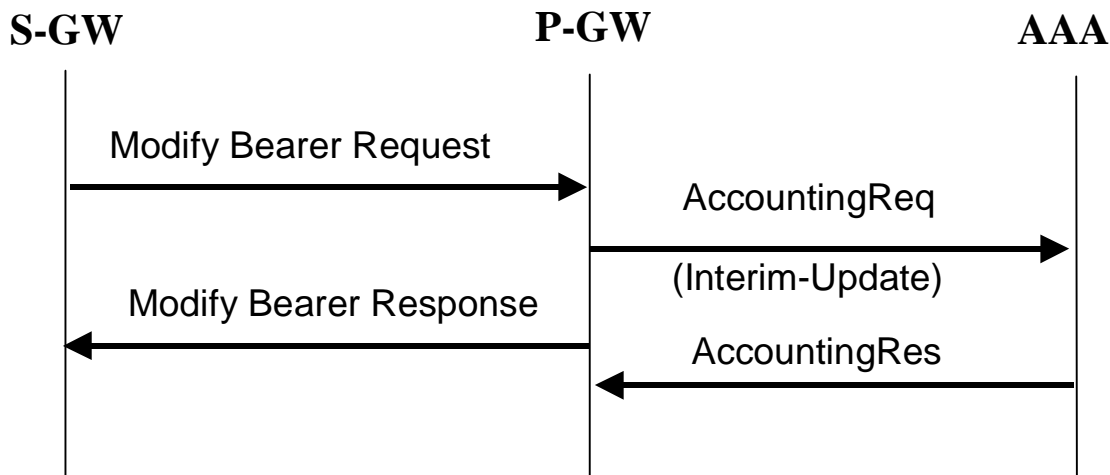 S-GW
P-GW
AAA
Modify Bearer Request
AccountingReq
(Interim-Update)
Modify Bearer Response
AccountingRes